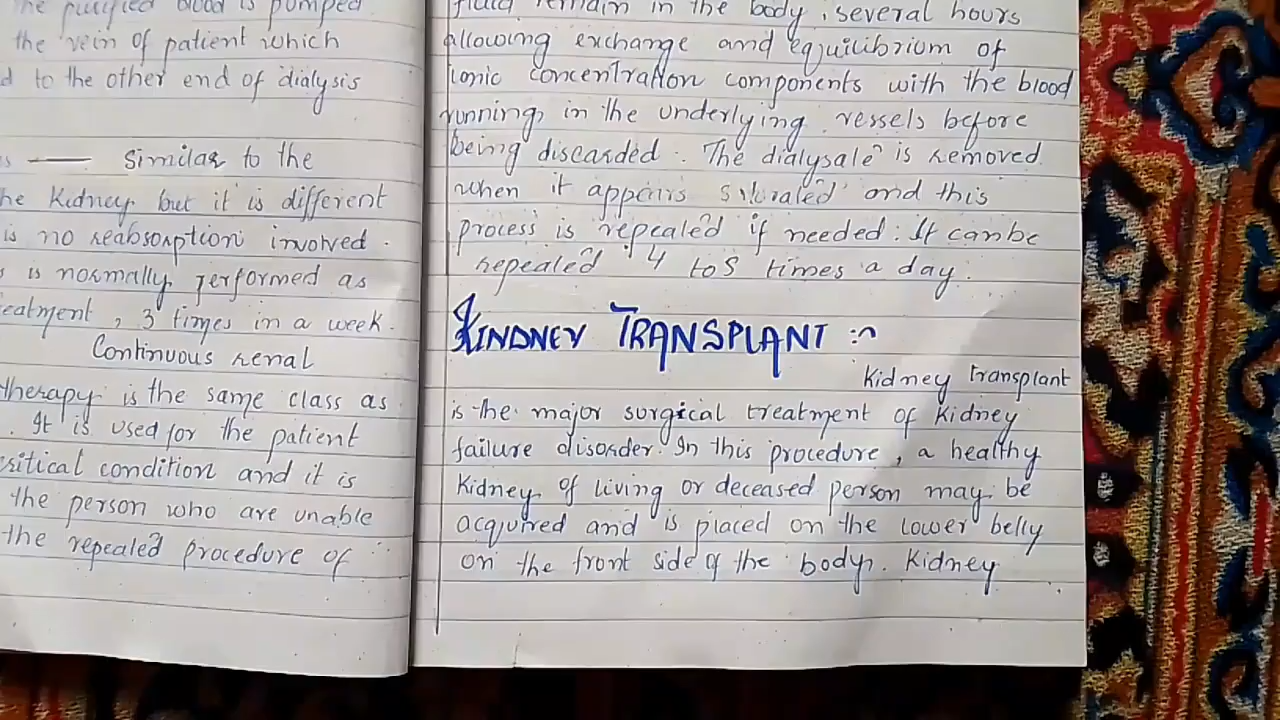 the purified blood is pumped
the vein of patient which
d to the other end of dialysis
s — similar to the
he Kidney but it is different
is no reabsorption involved.
s is normally performed as
eatment, 3 times in a week.
Continuous renal
therapy is the same class as
. It is used for the patient
critical condition and it is
the person who are unable
the repealed procedure of
fluid remain in the body, several hours
allowing exchange and equilibrium of
ionic concentration components with the blood
running, in the underlying vessels before
being discarded. The dialysale is removed
when it appears and this
process is repealed if needed. It can be
repealed 4 to 5 times a day.
KINDNEY TRANSPLANT :-
Kidney transplant
is the major surgical treatment of Kidney
failure disorder. In this procedure, a healthy
Kidney of living or deceased person may be
acquired and is placed on the lower belly
on the front side of the body. Kidney